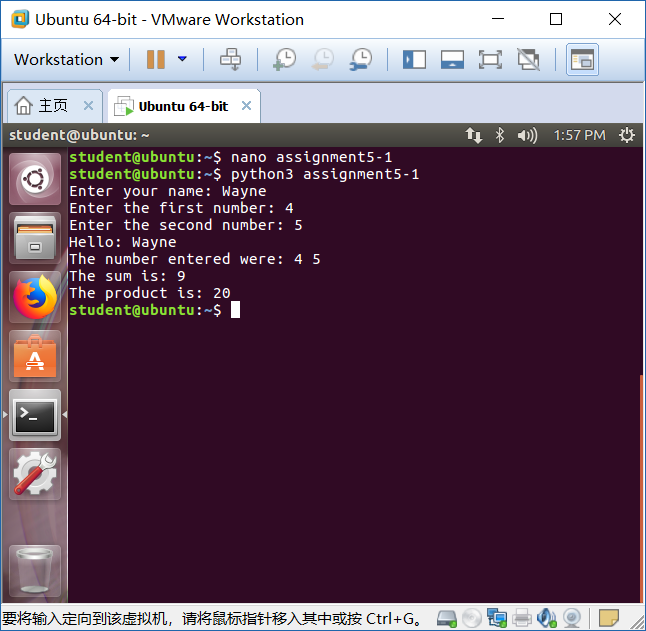 Ubuntu 64-bit - VMware Workstation
Workstation
主页
Ubuntu 64-bit
student@ubuntu: ~
1:57 PM
student@ubuntu:~$ nano assignment5-1
student@ubuntu:~$ python3 assignment5-1
Enter your name: Wayne
Enter the first number: 4
Enter the second number: 5
Hello: Wayne
The number entered were: 4 5
The sum is: 9
The product is: 20
student@ubuntu:~$
要将输入定向到该虚拟机，请将鼠标指针移入其中或按 Ctrl+G。